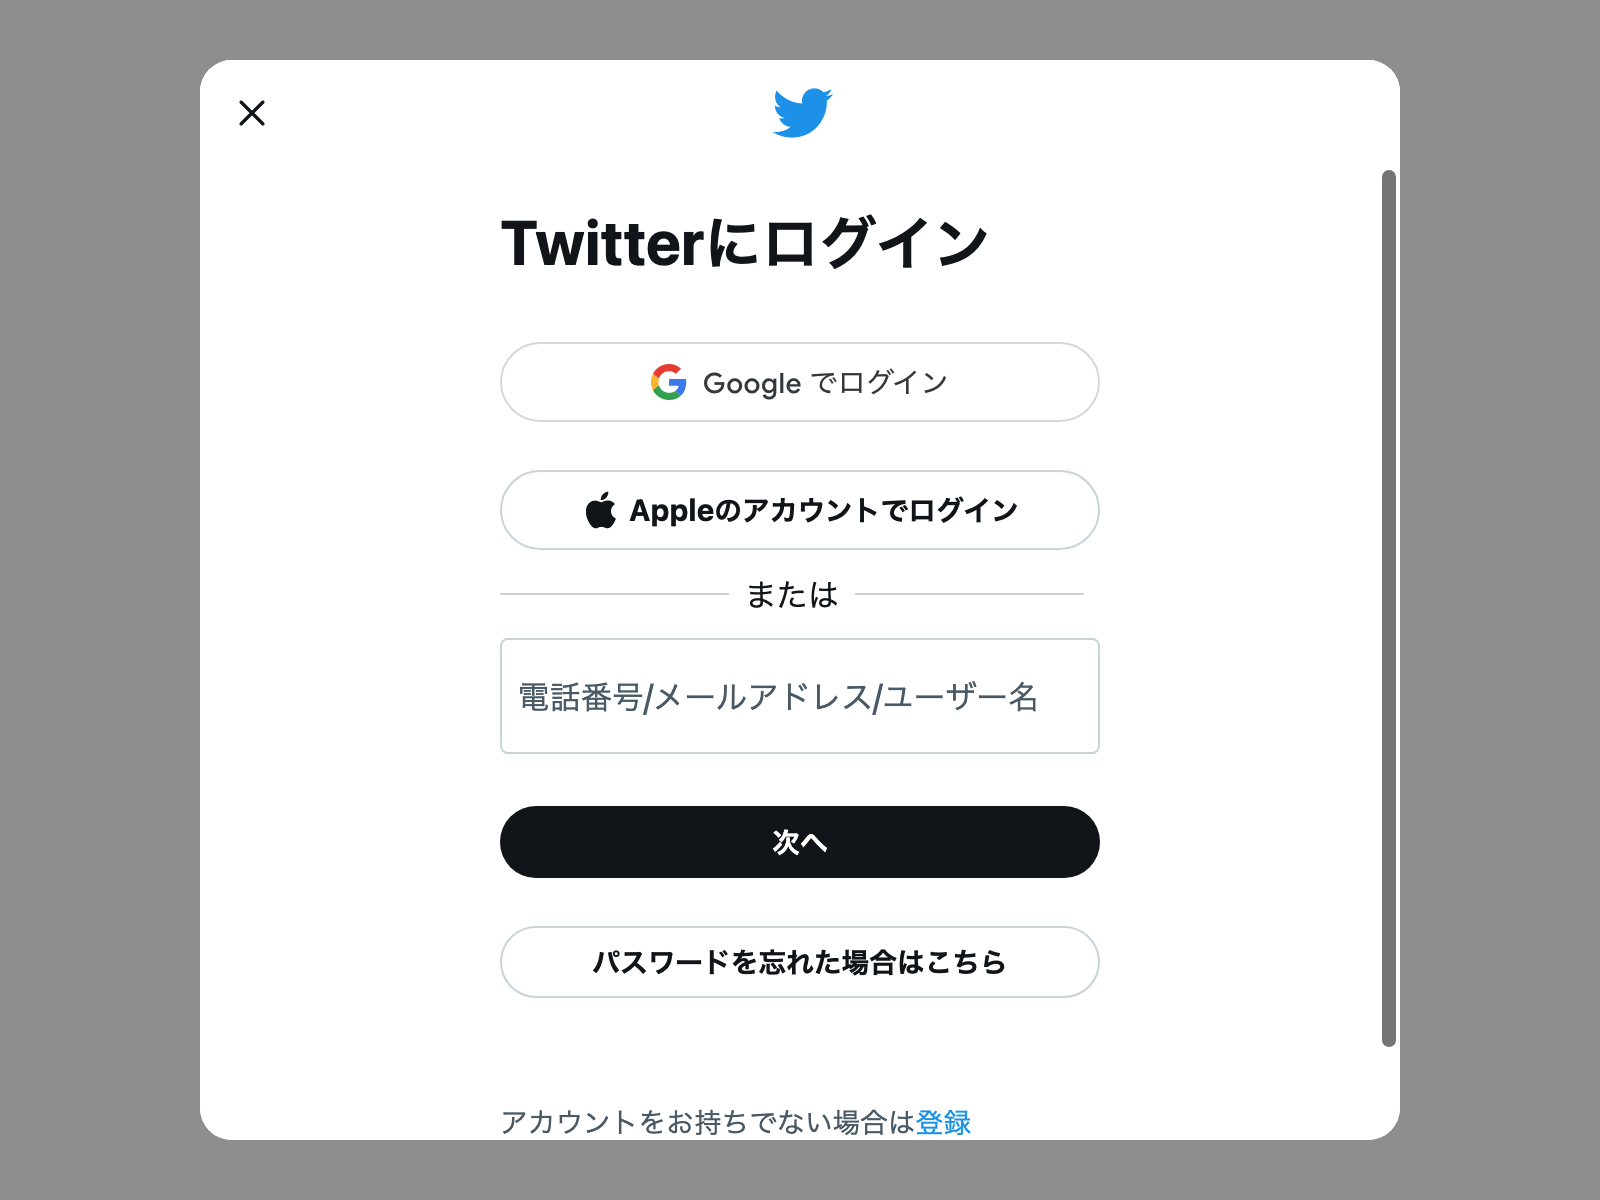 Twitterにログイン
Google でログイン
Appleのアカウントでログイン
または
電話番号/メールアドレス/ユーザー名
次へ
パスワードを忘れた場合はこちら
アカウントをお持ちでない場合は登録